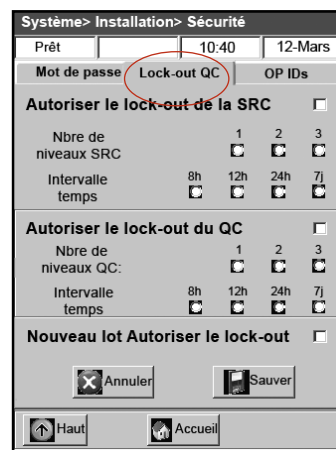 Système> Installation> Sécurité
Prêt 10:40 12-Mars
Mot de passe Lock-out QC OP IDs
Autoriser le lock-out de la SRC
Nbre de niveaux SRC 1 2 3
Intervalle temps 8h 12h 24h 7j
Autoriser le lock-out du QC
Nbre de niveaux QC: 1 2 3
Intervalle temps 8h 12h 24h 7j
Nouveau lot Autoriser le lock-out
Annuler Sauver
Haut Accueil